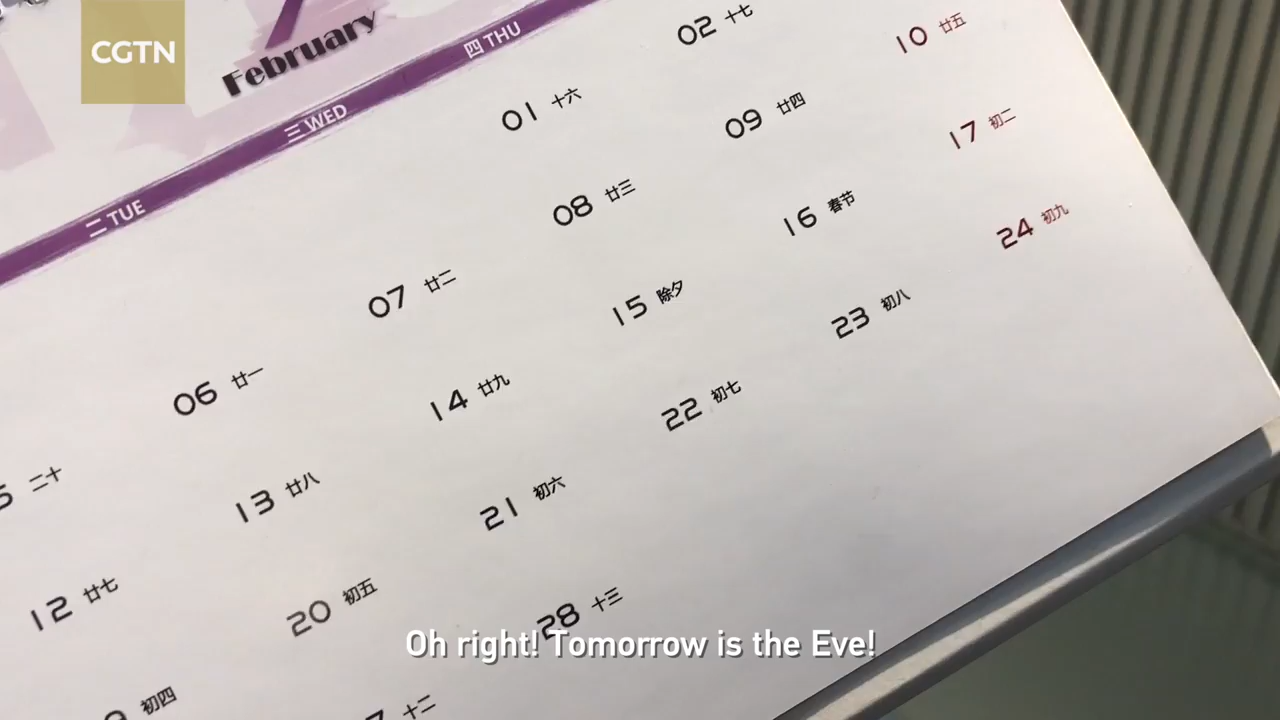 CGTN
February
二 TUE
三 WED
四 THU
01 十六
02 十七
06 廿一
07 廿二
08 廿三
09 廿四
10 廿五
二十
12 廿七
13 廿八
14 廿九
15 除夕
16 春节
17 初二
初四
20 初五
21 初六
22 初七
23 初八
24 初九
十二
28 十三
Oh right! Tomorrow is the Eve!